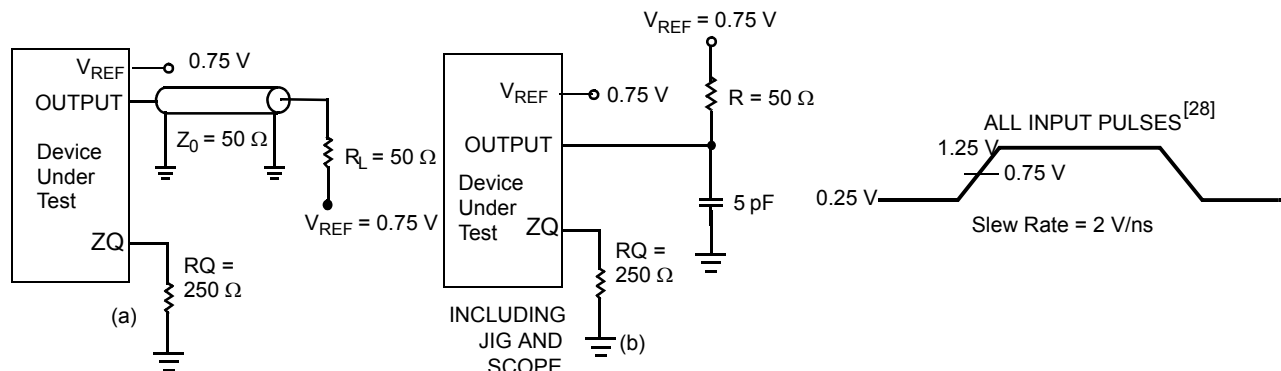 V_REF
0.75 V
OUTPUT
Z_0 = 50 Ω
Device
Under
Test
R_L = 50 Ω
V_REF = 0.75 V
ZQ
RQ =
250 Ω
(a)
V_REF = 0.75 V
R = 50 Ω
V_REF
0.75 V
OUTPUT
Device
Under
Test
5 pF
ZQ
RQ =
250 Ω
INCLUDING
JIG AND
SCOPE
(b)
ALL INPUT PULSES[28]
1.25 V
0.75 V
0.25 V
Slew Rate = 2 V/ns